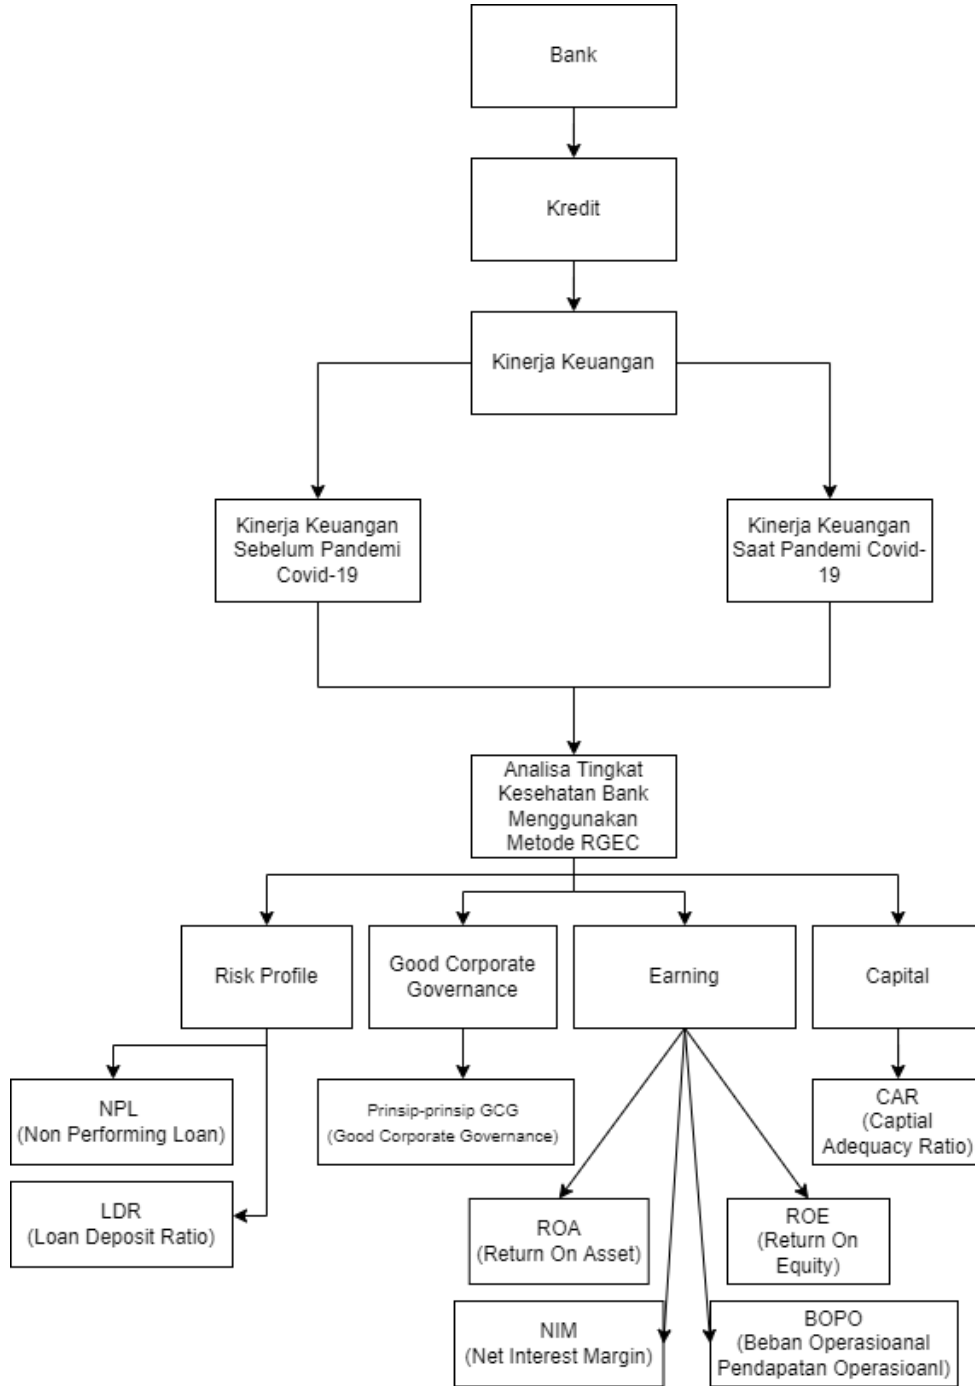 Bank
Kredit
Kinerja Keuangan
Kinerja Keuangan
Sebelum Pandemi
Covid-19
Kinerja Keuangan
Saat Pandemi Covid-
19
Analisa Tingkat
Kesehatan Bank
Menggunakan
Metode RGEC
Risk Profile
Good Corporate
Governance
Earning
Capital
NPL
(Non Performing Loan)
Prinsip-prinsip GCG
(Good Corporate Governance)
CAR
(Captial
Adequacy Ratio)
LDR
(Loan Deposit Ratio)
ROA
(Return On Asset)
ROE
(Return On
Equity)
NIM
(Net Interest Margin)
BOPO
(Beban Operasioanal
Pendapatan Operasioanl)